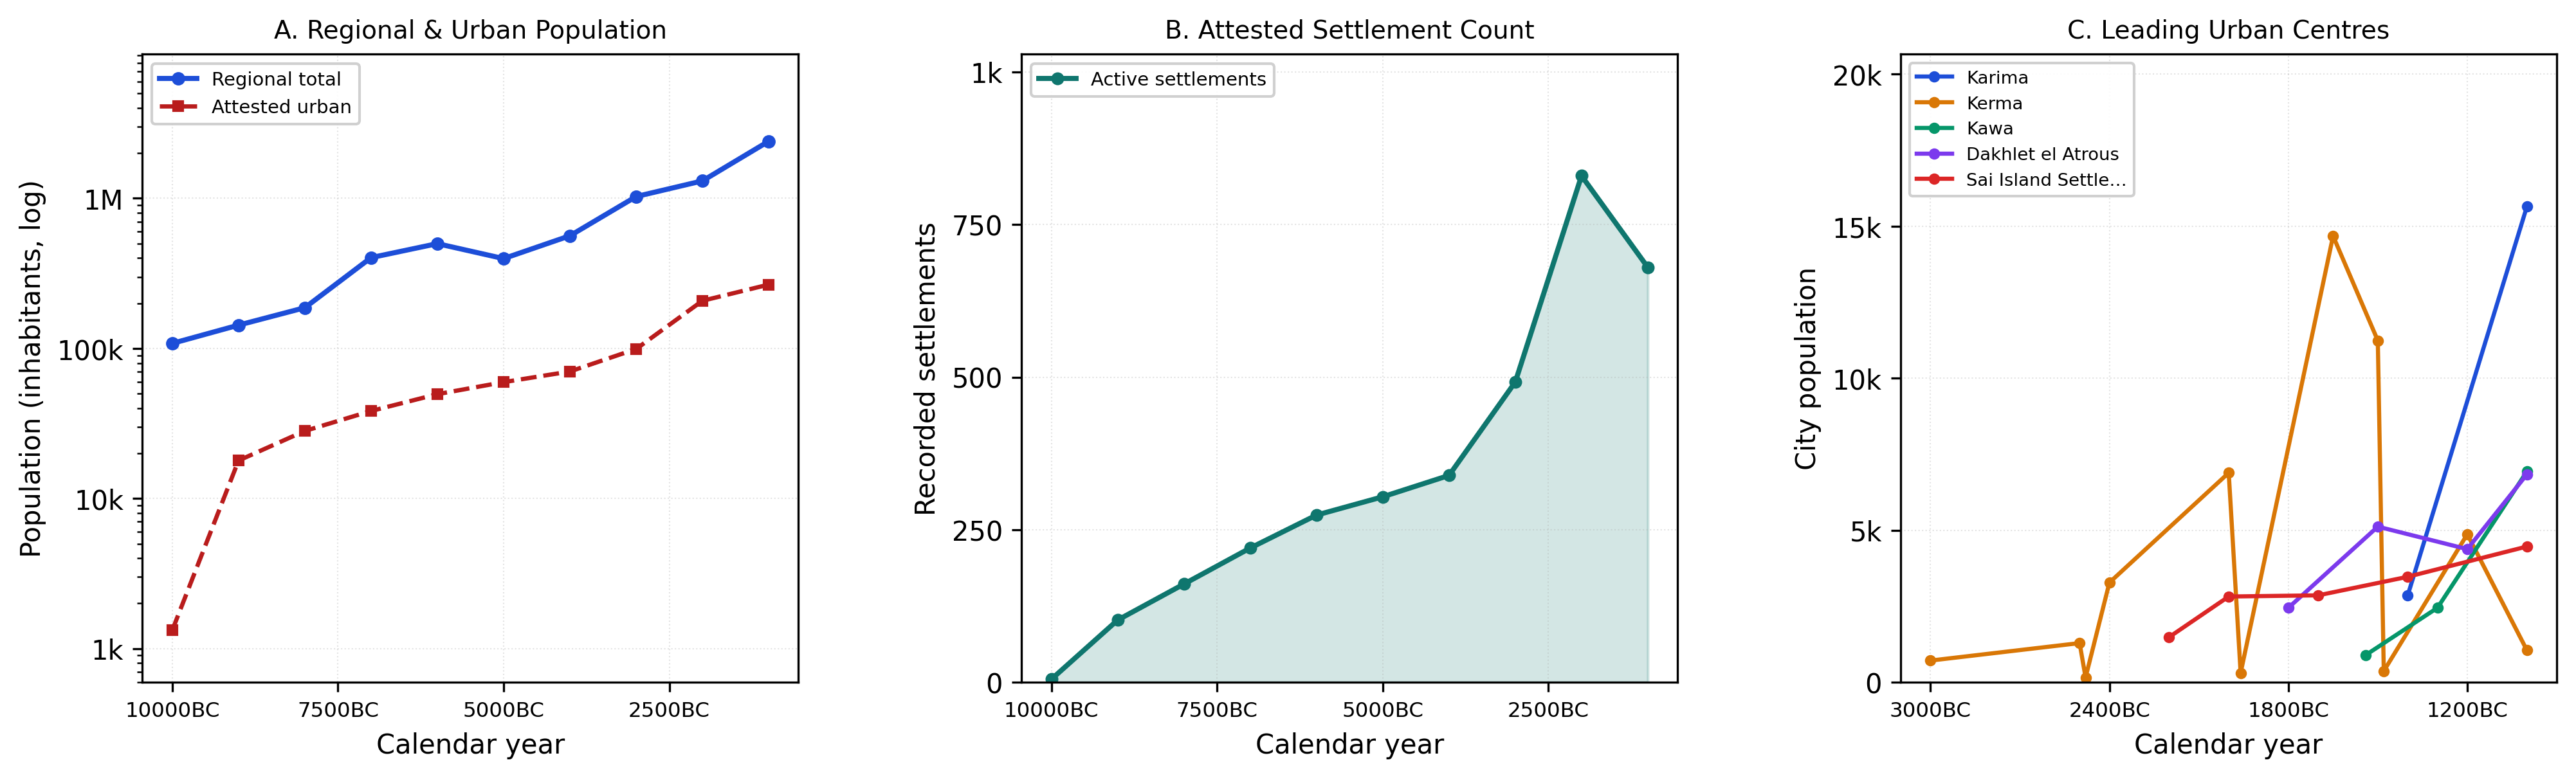 A. Regional & Urban Population
Regional total
Attested urban
Population (inhabitants, log)
1M
100k
10k
1k
10000BC
7500BC
5000BC
2500BC
Calendar year
B. Attested Settlement Count
Active settlements
Recorded settlements
1k
750
500
250
0
10000BC
7500BC
5000BC
2500BC
Calendar year
C. Leading Urban Centres
Karima
Kerma
Kawa
Dakhlet el Atrous
Sai Island Settle…
City population
20k
15k
10k
5k
0
3000BC
2400BC
1800BC
1200BC
Calendar year